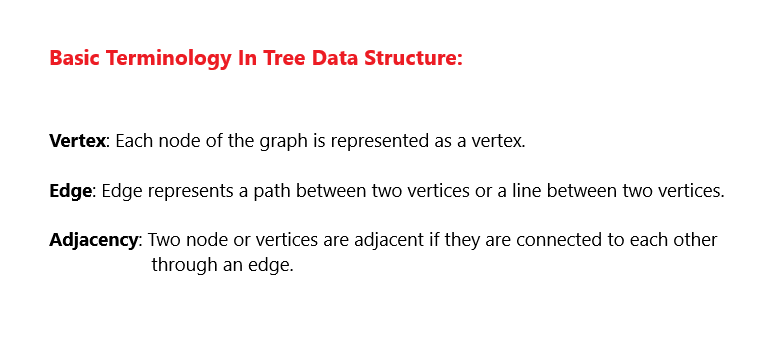 Basic Terminology In Tree Data Structure:
Vertex: Each node of the graph is represented as a vertex.
Edge: Edge represents a path between two vertices or a line between two vertices.
Adjacency: Two node or vertices are adjacent if they are connected to each other
through an edge.